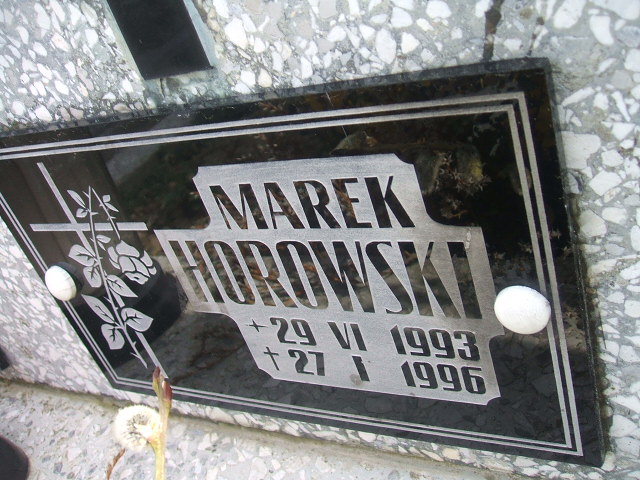 MAREK
HOROWSKI
+ 29 VI 1993
+ 27 I 1996